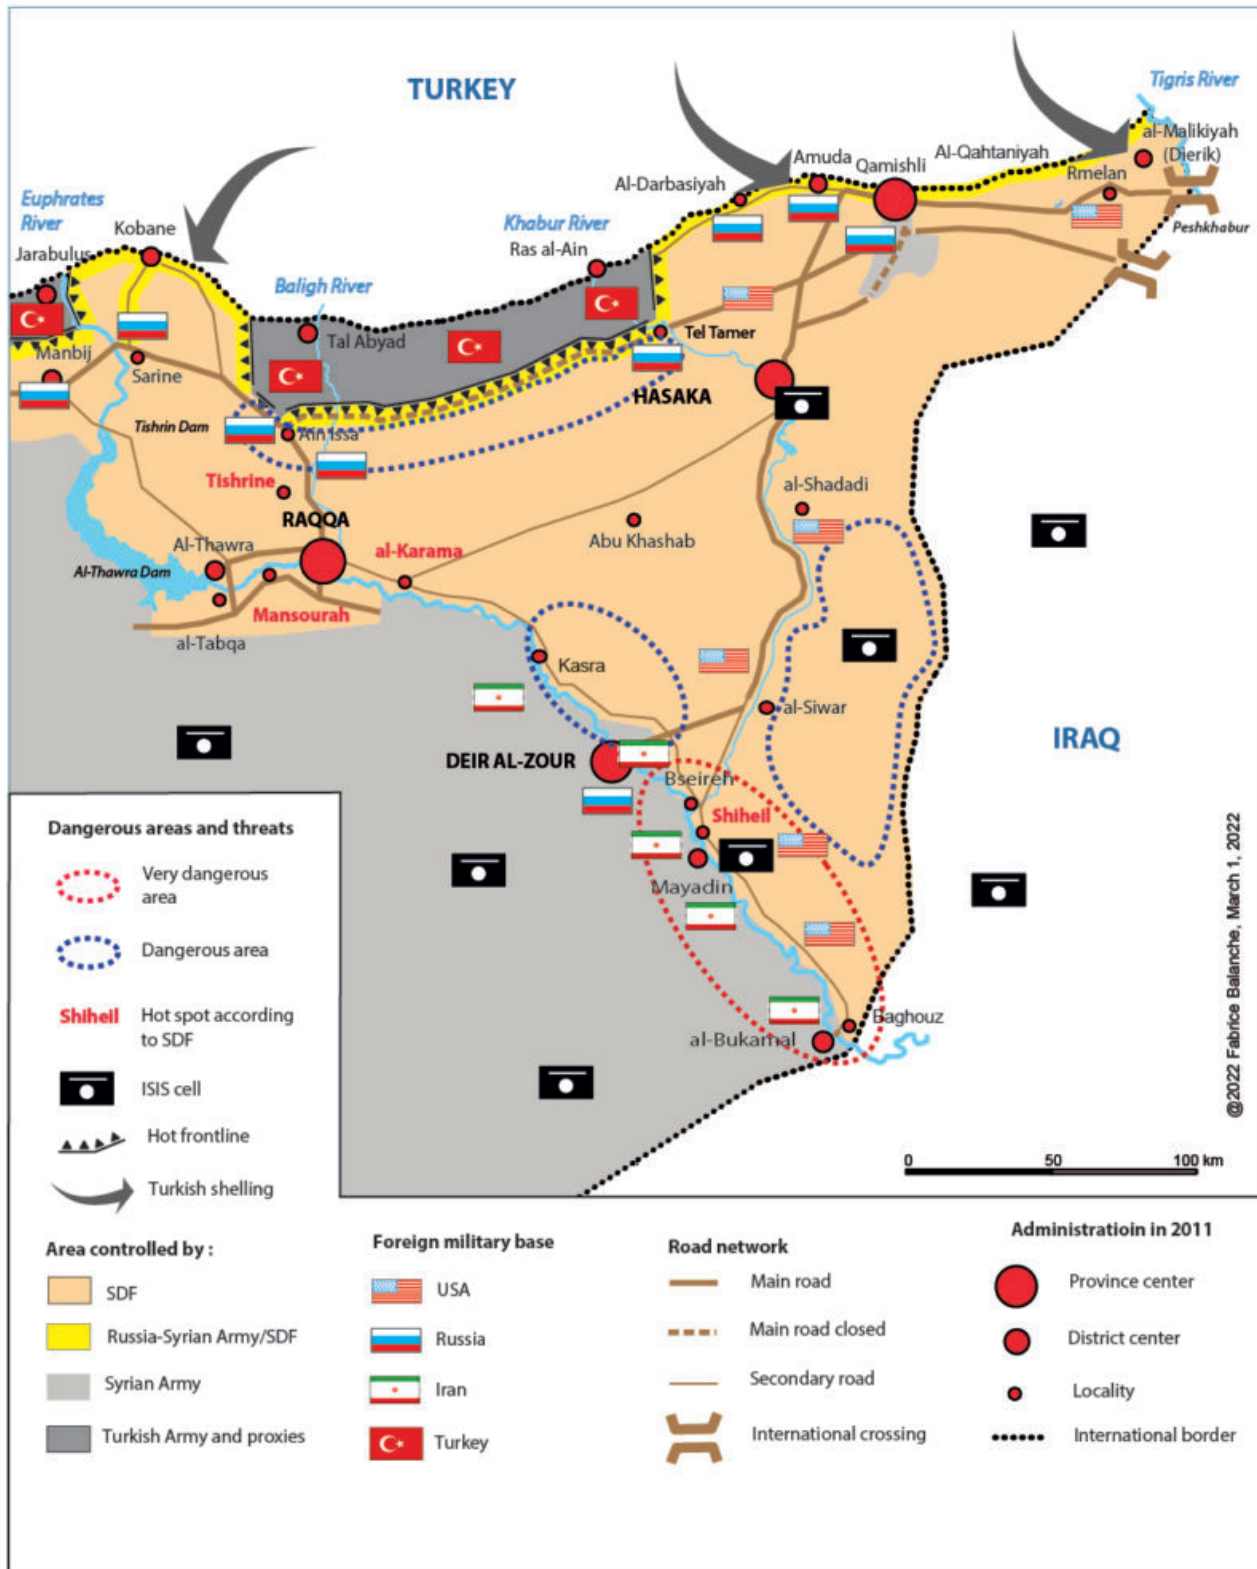 TURKEY
Tigris River
al-Malikiyah
(Dierik)
Amuda
Qamishli
Al-Qahtaniyah
Rmelan
Al-Darbasiyah
Peshkhabur
Euphrates
River
Kobane
Jarabulus
Khabur River
Ras al-Ain
Baligh River
Tal Abyad
Tel Tamer
Manbij
Sarine
HASAKA
Tishrin Dam
Ain Issa
Tishrine
al-Shadadi
RAQQA
Abu Khashab
Al-Thawra
al-Karama
Al-Thawra Dam
Mansourah
al-Tabqa
Kasra
al-Siwar
IRAQ
DEIR AL-ZOUR
Bseireh
Shiheil
Mayadin
Baghouz
al-Bukamal
@2022 Fabrice Balanche, March 1, 2022
0 50 100 km
Dangerous areas and threats
Very dangerous
area
Dangerous area
Shiheil Hot spot according
to SDF
ISIS cell
Hot frontline
Turkish shelling
Area controlled by :
SDF
Russia-Syrian Army/SDF
Syrian Army
Turkish Army and proxies
Foreign military base
USA
Russia
Iran
Turkey
Road network
Main road
Main road closed
Secondary road
International crossing
Administratioin in 2011
Province center
District center
Locality
International border